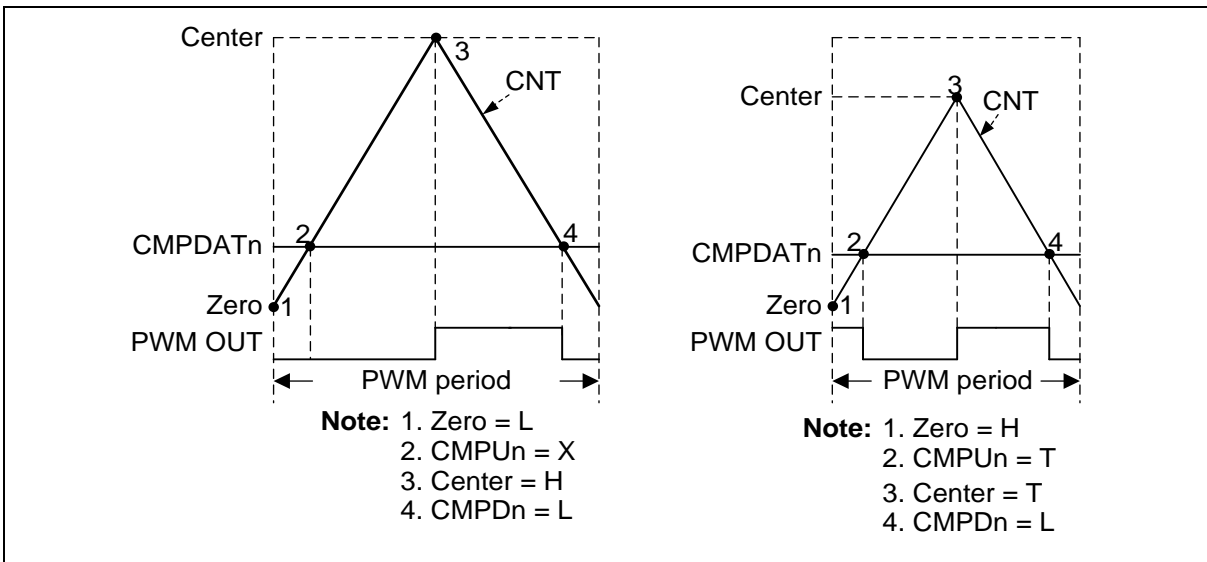 Center
3
CNT
2
4
CMPDATn
Zero
1
PWM OUT
PWM period
Note: 1. Zero = L
2. CMPUn = X
3. Center = H
4. CMPDn = L
3
Center
CNT
2
4
CMPDATn
Zero
1
PWM OUT
PWM period
Note: 1. Zero = H
2. CMPUn = T
3. Center = T
4. CMPDn = L